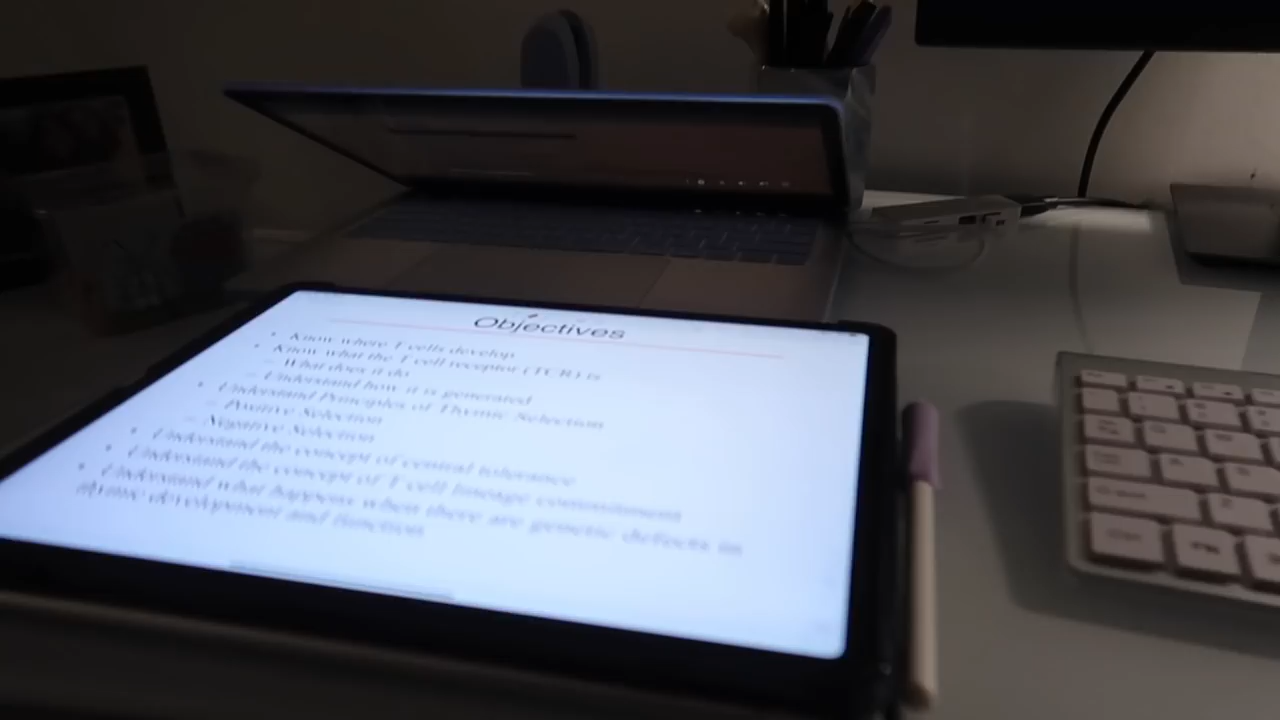 Objectives
• Know where T cells develop
• Know what the T cell receptor (TCR) is
– What does it do
– Understand how it is generated
• Understand Principles of Thymic Selection
– Positive Selection
– Negative Selection
• Understand the concept of central tolerance
• Understand the concept of T cell lineage commitment
• Understand what happens when there are genetic defects in
thymic development and function